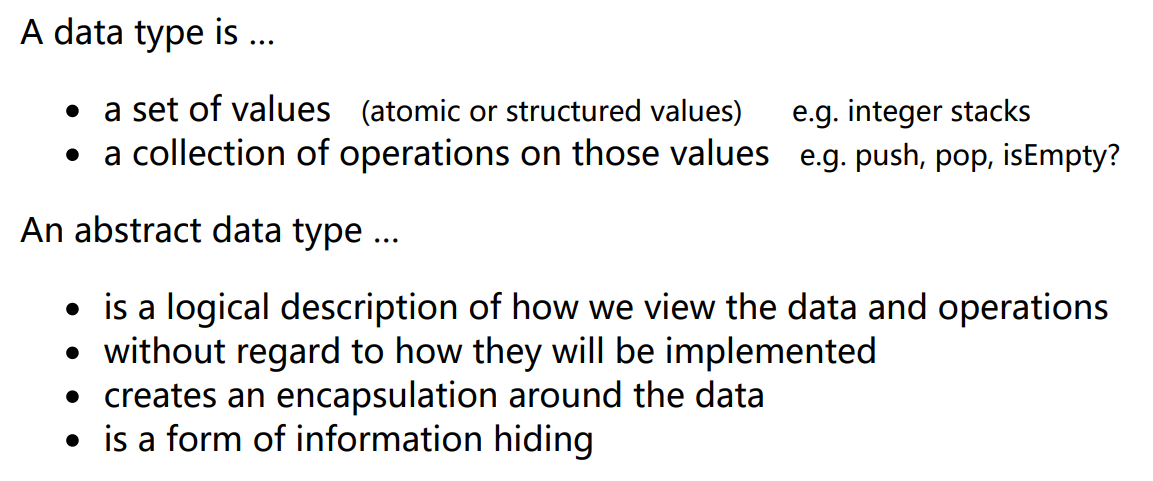 A data type is ...
• a set of values (atomic or structured values) e.g. integer stacks
• a collection of operations on those values e.g. push, pop, isEmpty?
An abstract data type ...
• is a logical description of how we view the data and operations
• without regard to how they will be implemented
• creates an encapsulation around the data
• is a form of information hiding